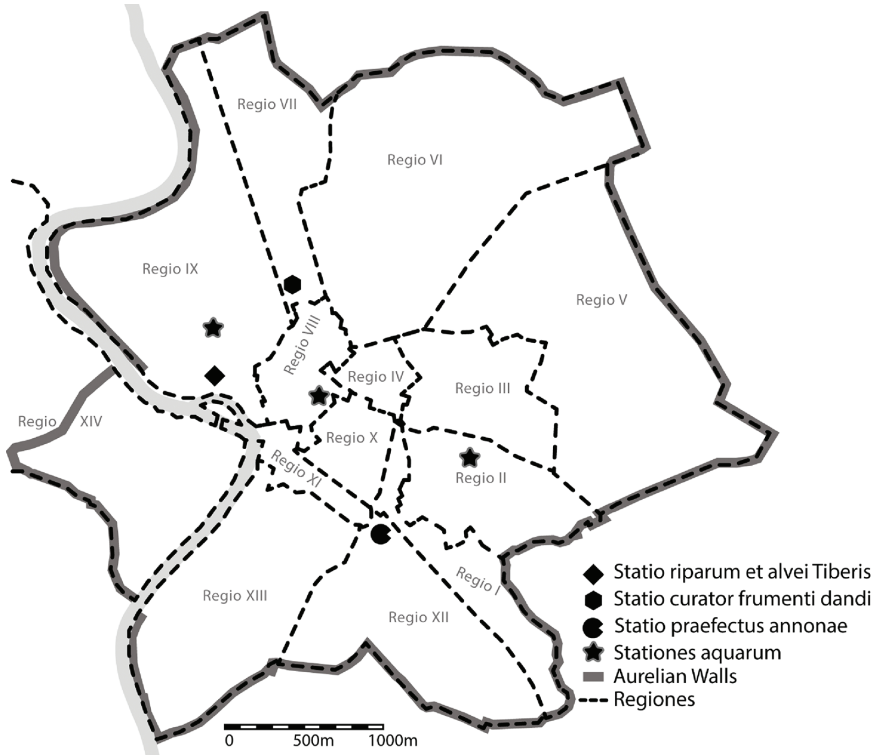 Regio VII
Regio VI
Regio IX
Regio V
Regio VIII
Regio IV
Regio III
Regio XIV
Regio X
Regio XI
Regio II
Regio I
Regio XIII
Regio XII
Statio riparum et alvei Tiberis
Statio curator frumenti dandi
Statio praefectus annonae
Stationes aquarum
Aurelian Walls
Regiones
0 500m 1000m